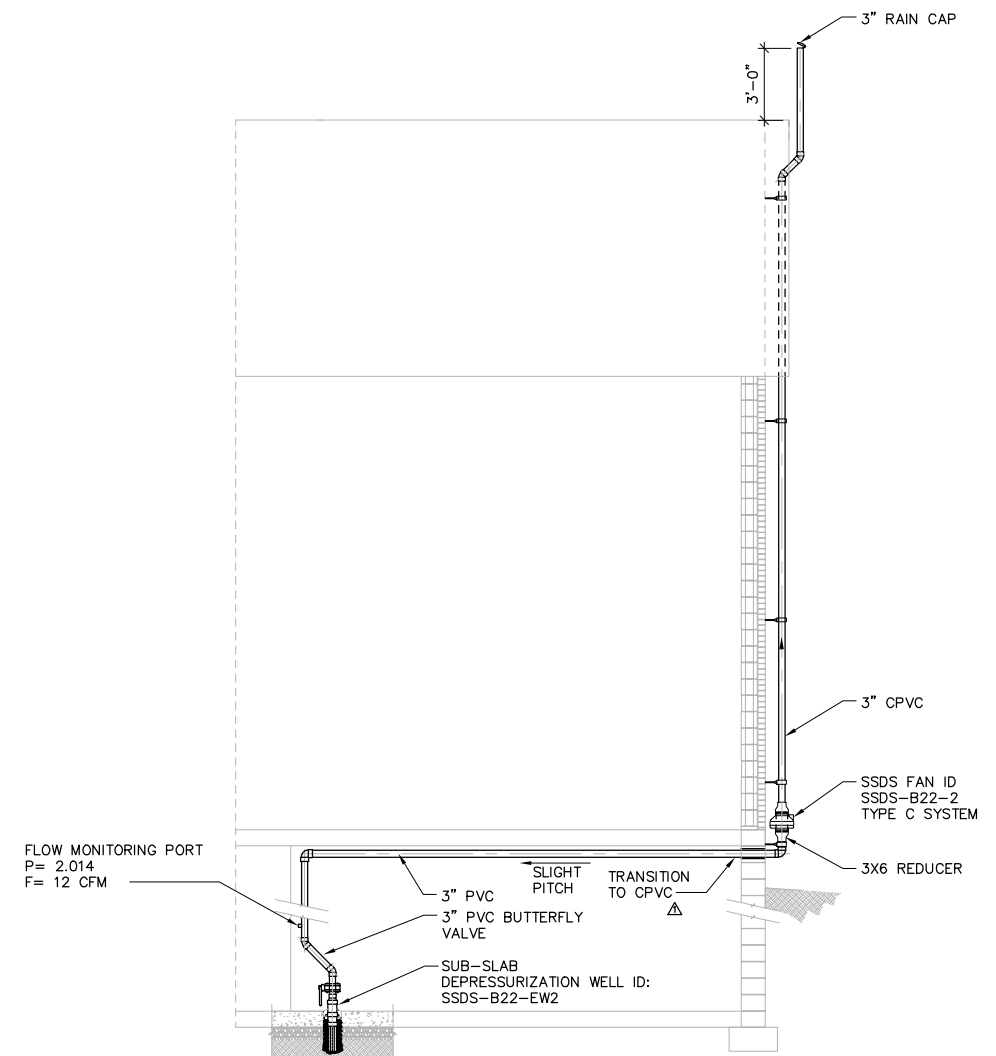 3" RAIN CAP
3'-0"
3" CPVC
SSDS FAN ID
SSDS-B22-2
TYPE C SYSTEM
3X6 REDUCER
FLOW MONITORING PORT
P= 2.014
F= 12 CFM
SLIGHT
PITCH
TRANSITION
TO CPVC
1
3" PVC
3" PVC BUTTERFLY
VALVE
SUB-SLAB
DEPRESSURIZATION WELL ID:
SSDS-B22-EW2